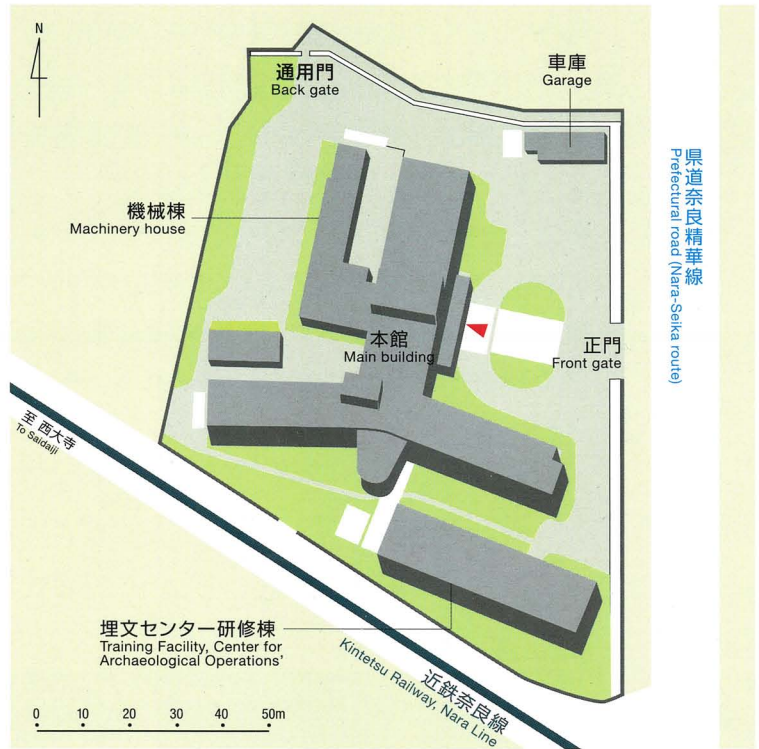 N
通用門
Back gate
車庫
Garage
県道奈良精華線
Prefectural road (Nara-Seika route)
機械棟
Machinery house
本館
Main building
正門
Front gate
至 西大寺
To Saidaiji
埋文センター研修棟
Training Facility, Center for
Archaeological Operations'
近鉄奈良線
Kintetsu Railway, Nara Line
0 10 20 30 40 50m